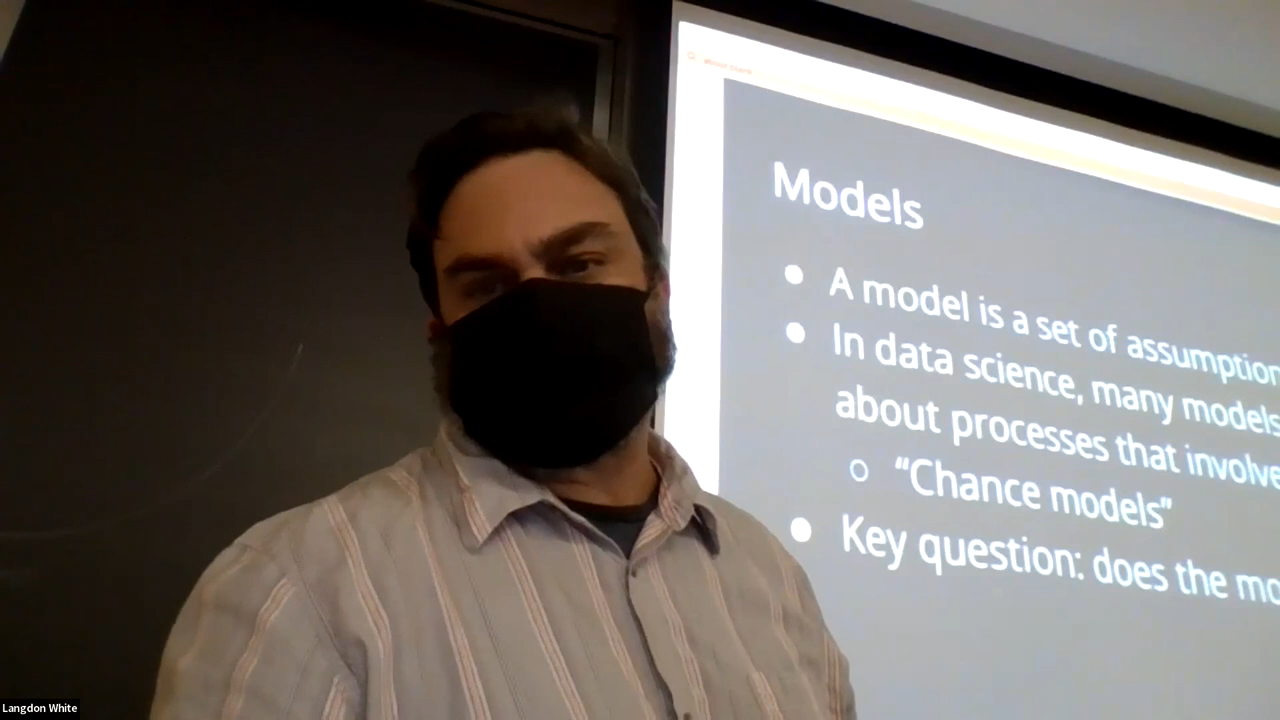 Models
● A model is a set of assumption
● In data science, many models
about processes that involve
○ “Chance models”
● Key question: does the mo
Langdon White